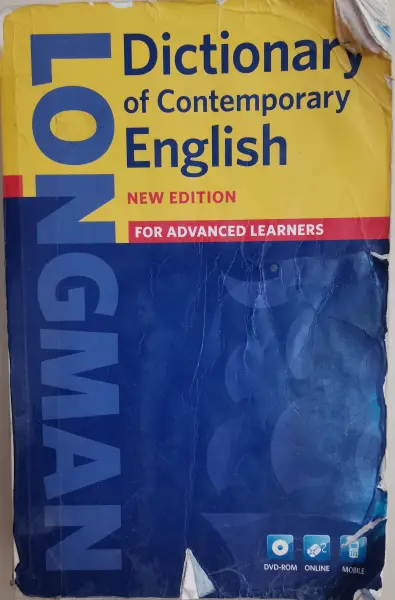 LONGMAN
Dictionary
of Contemporary
English
NEW EDITION
FOR ADVANCED LEARNERS
DVD-ROM ONLINE MOBILE